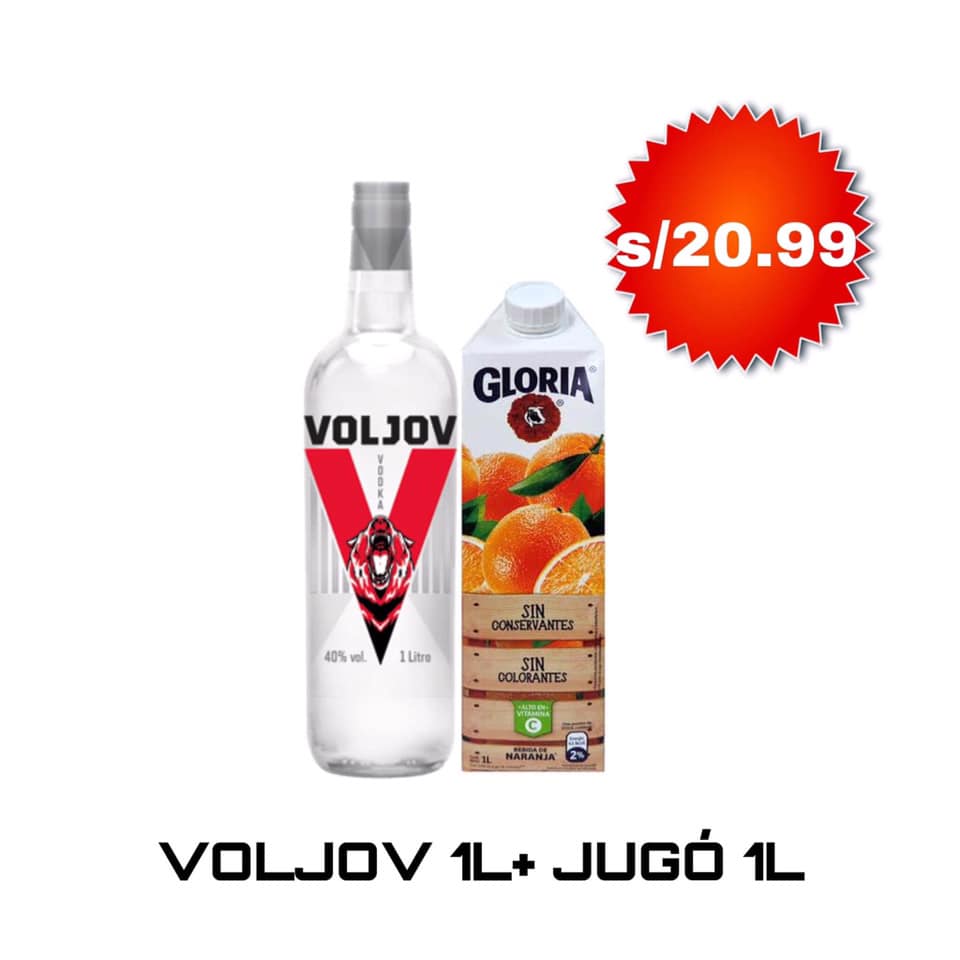 s/20.99
VOLJOV
VODKA
40% vol. 1 Litro
GLORIA®
®
SIN
CONSERVANTES
SIN
COLORANTES
ALTO EN
VITAMINA
C
BEBIDA DE
NARANJA
1L
2%
VOLJOV 1L+ JUGÓ 1L